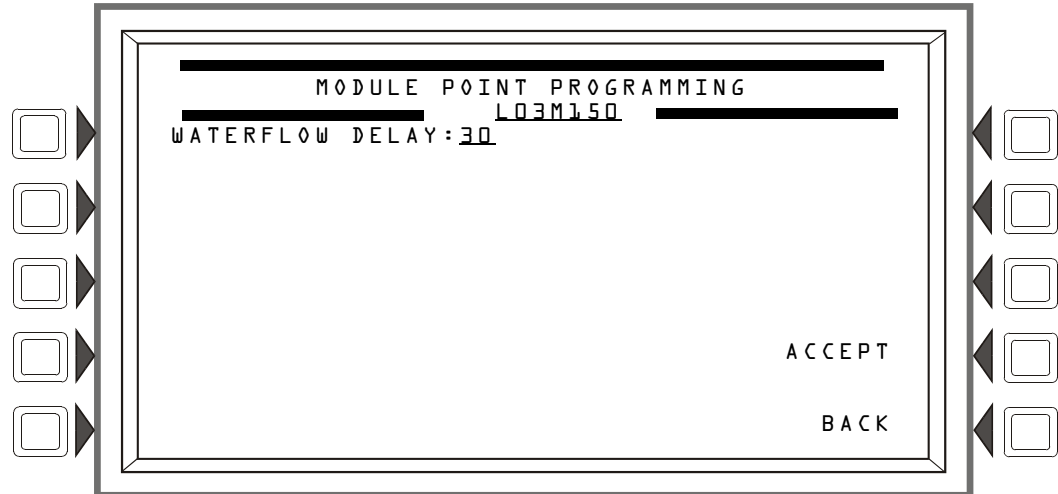 MODULE POINT PROGRAMMING
L03M150
WATERFLOW DELAY:30
ACCEPT
BACK